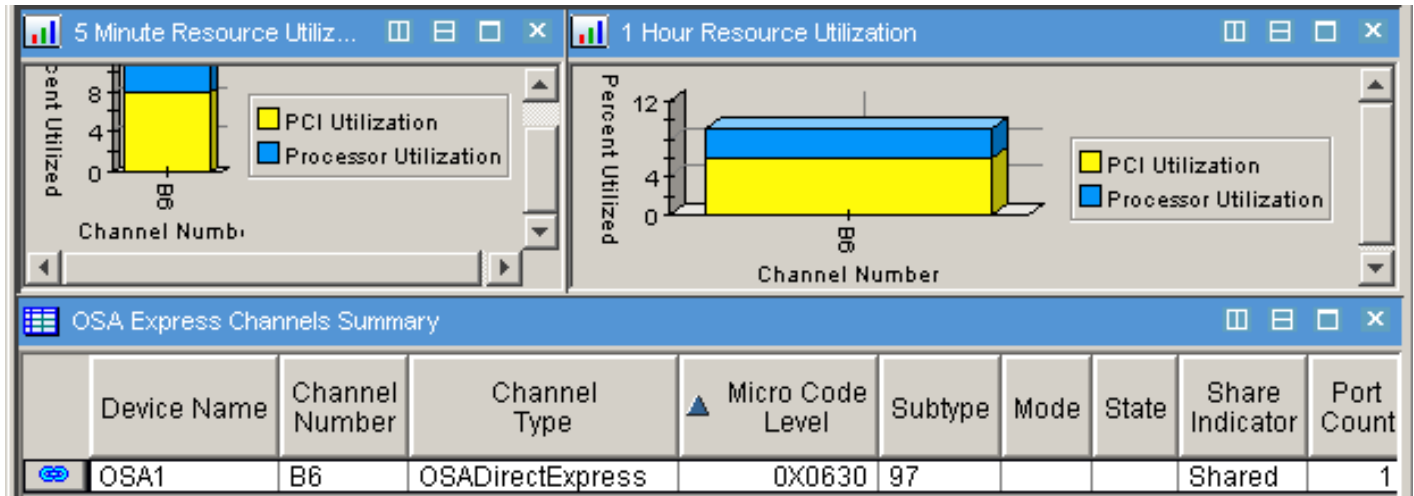 5 Minute Resource Utiliz...
cent Utilized
8
4
0
B6
Channel Numb
PCI Utilization
Processor Utilization
1 Hour Resource Utilization
Percent Utilized
12
4
0
B6
Channel Number
PCI Utilization
Processor Utilization
OSA Express Channels Summary
Device Name Channel Number Channel Type Micro Code Level Subtype Mode State Share Indicator Port Count
OSA1 B6 OSADirectExpress 0X0630 97 Shared 1